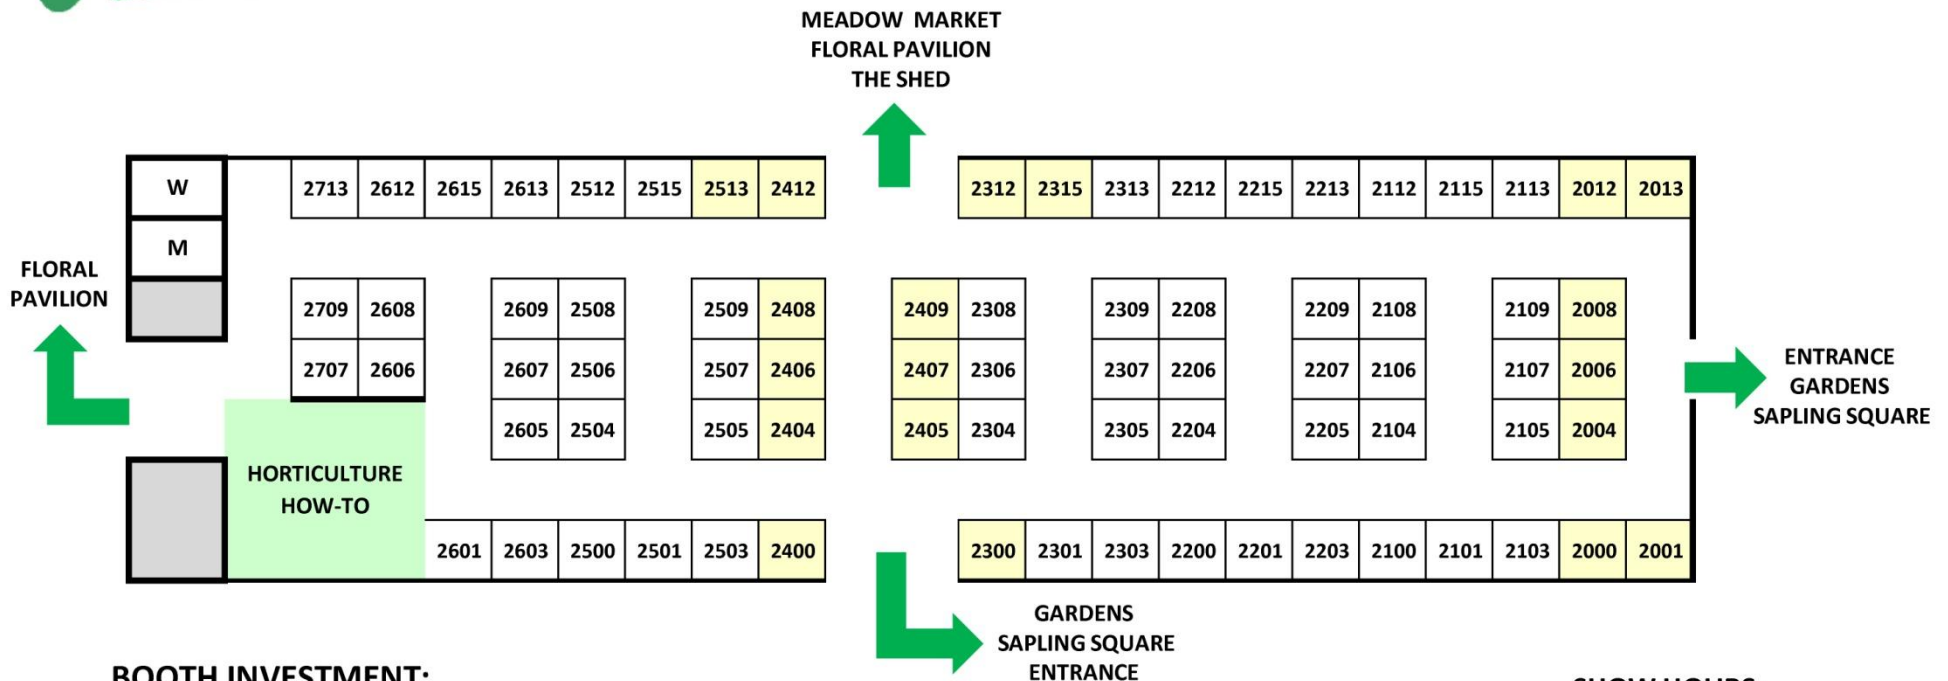 MEADOW MARKET
FLORAL PAVILION
THE SHED
W
2713 2612 2615 2613 2512 2515 2513 2412
2312 2315 2313 2212 2215 2213 2112 2115 2113 2012 2013
M
FLORAL
PAVILION
2709 2608 2609 2508 2509 2408 2409 2308 2309 2208 2209 2108 2109 2008
2707 2606 2607 2506 2507 2406 2407 2306 2307 2206 2207 2106 2107 2006
ENTRANCE
GARDENS
SAPLING SQUARE
2605 2504 2505 2404 2405 2304 2305 2204 2205 2104 2105 2004
HORTICULTURE
HOW-TO
2601 2603 2500 2501 2503 2400
2300 2301 2303 2200 2201 2203 2100 2101 2103 2000 2001
GARDENS
SAPLING SQUARE
ENTRANCE
BOOTH INVESTMENT:
SHOW HOURS